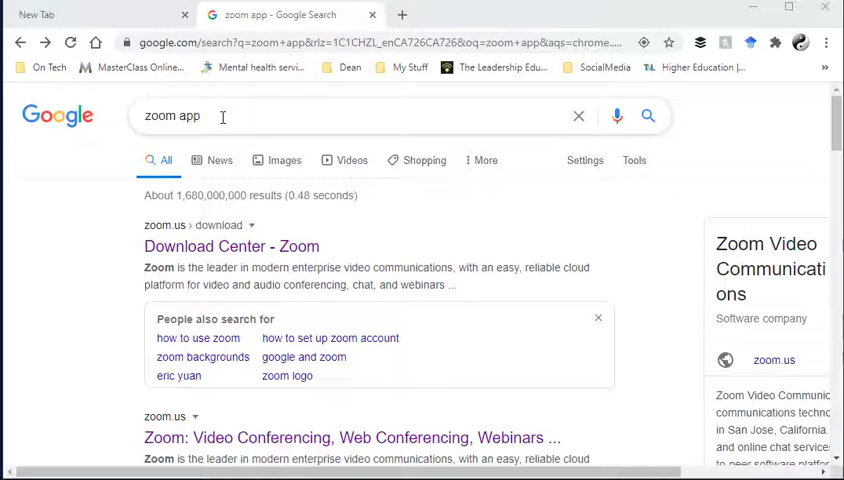 New Tab
zoom app - Google Search
google.com/search?q=zoom+app&rlz=1C1CHZL_enCA726CA726&oq=zoom+app&aqs=chrome.....
On Tech
MasterClass Online...
Mental health servi...
Dean
My Stuff
The Leadership Edu...
SocialMedia
Higher Education |...
Google
zoom app
All
News
Images
Videos
Shopping
More
Settings
Tools
About 1,680,000,000 results (0.48 seconds)
zoom.us › download
Download Center - Zoom
Zoom is the leader in modern enterprise video communications, with an easy, reliable cloud
platform for video and audio conferencing, chat, and webinars ...
People also search for
how to use zoom
how to set up zoom account
zoom backgrounds
google and zoom
eric yuan
zoom logo
zoom.us
Zoom: Video Conferencing, Web Conferencing, Webinars ...
Zoom is the leader in modern enterprise video communications, with an easy, reliable cloud
Zoom Video
Communicati
ons
Software company
zoom.us
Zoom Video Communic
communications techno
in San Jose, California.
and online chat services
to peer software platfor